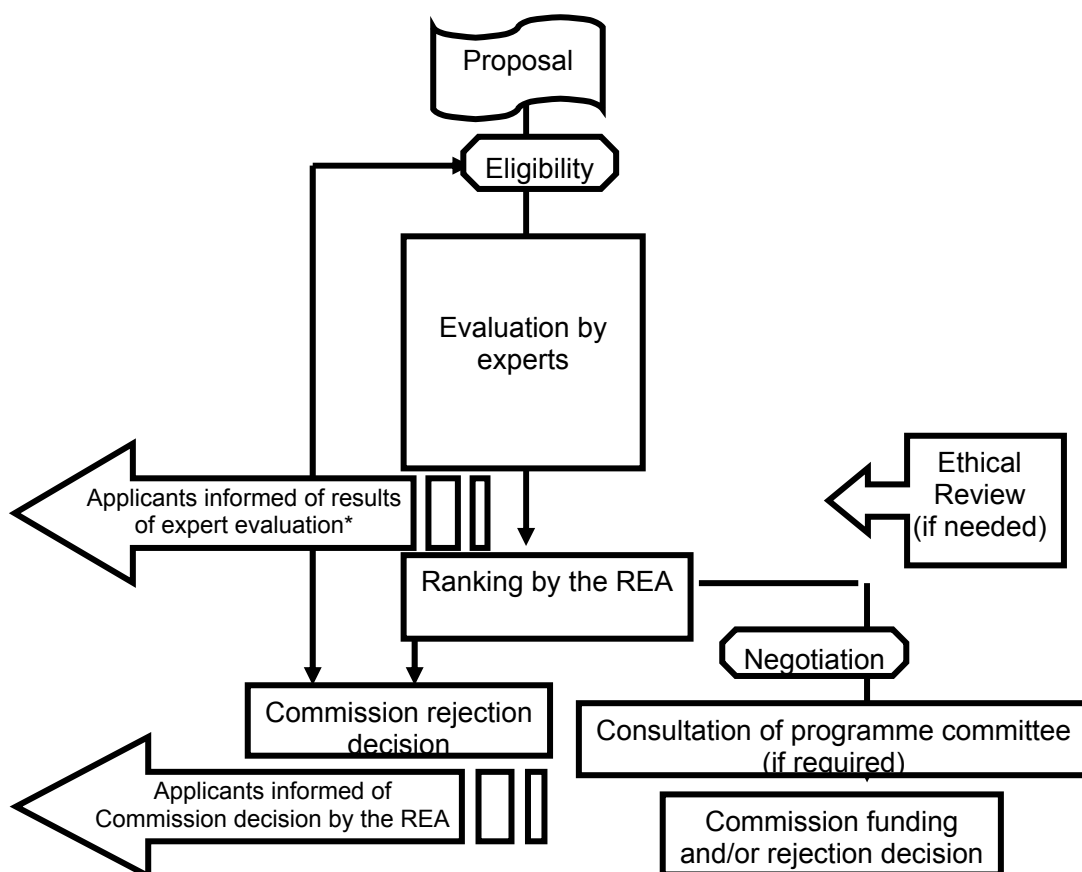 Proposal
Eligibility
Evaluation by
experts
Applicants informed of results
of expert evaluation*
Ethical
Review
(if needed)
Ranking by the REA
Negotiation
Commission rejection
decision
Consultation of programme committee
(if required)
Applicants informed of
Commission decision by the REA
Commission funding
and/or rejection decision